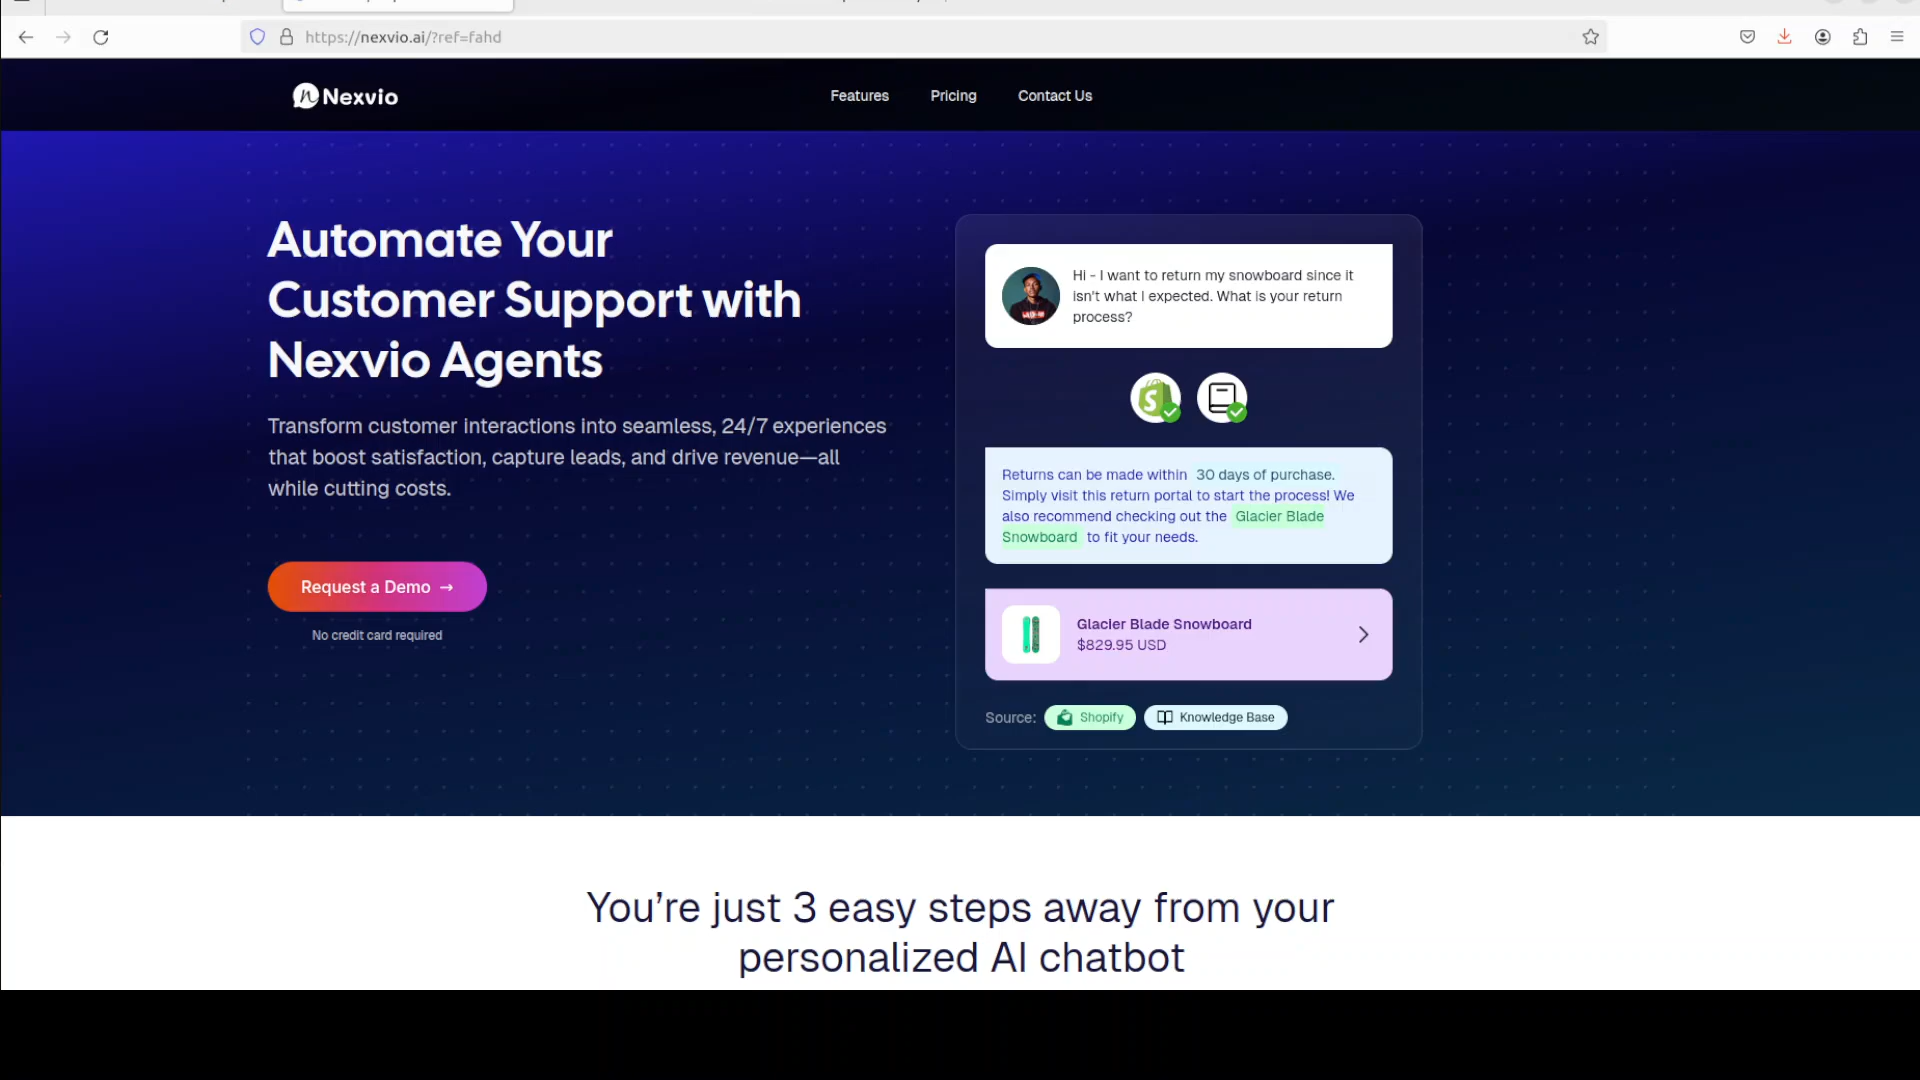 https://nexvio.ai/?ref=fahd
Nexvio
Features
Pricing
Contact Us
Automate Your
Customer Support with
Nexvio Agents
Transform customer interactions into seamless, 24/7 experiences
that boost satisfaction, capture leads, and drive revenue—all
while cutting costs.
Request a Demo →
No credit card required
Hi - I want to return my snowboard since it
isn't what I expected. What is your return
process?
Returns can be made within 30 days of purchase.
Simply visit this return portal to start the process! We
also recommend checking out the Glacier Blade
Snowboard to fit your needs.
Glacier Blade Snowboard
$829.95 USD
Source:
Shopify
Knowledge Base
You’re just 3 easy steps away from your
personalized AI chatbot